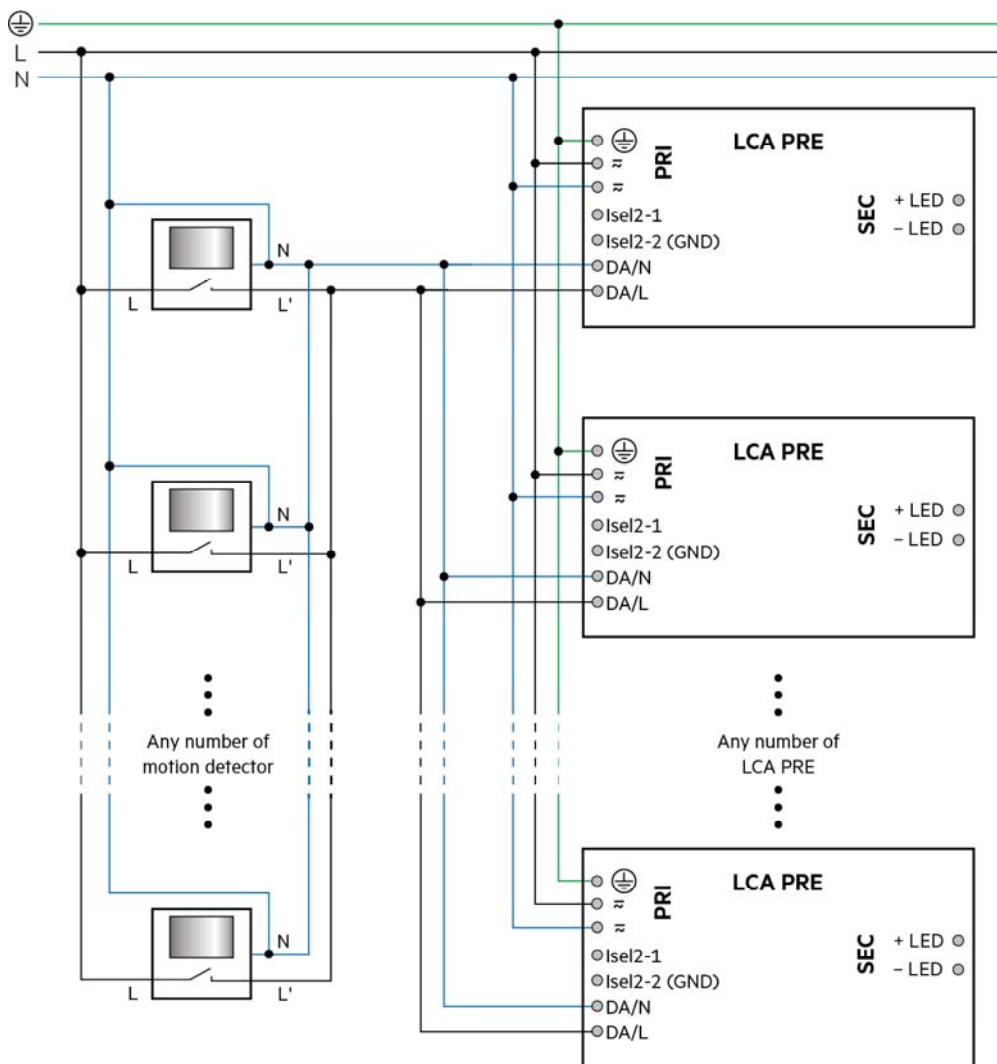 L
N
LCA PRE
PRI
SEC
+ LED
– LED
Isel2-1
Isel2-2 (GND)
DA/N
DA/L
N
L
L'
LCA PRE
PRI
SEC
+ LED
– LED
Isel2-1
Isel2-2 (GND)
DA/N
DA/L
N
L
L'
Any number of
motion detector
Any number of
LCA PRE
LCA PRE
PRI
SEC
+ LED
– LED
Isel2-1
Isel2-2 (GND)
DA/N
DA/L
N
L
L'